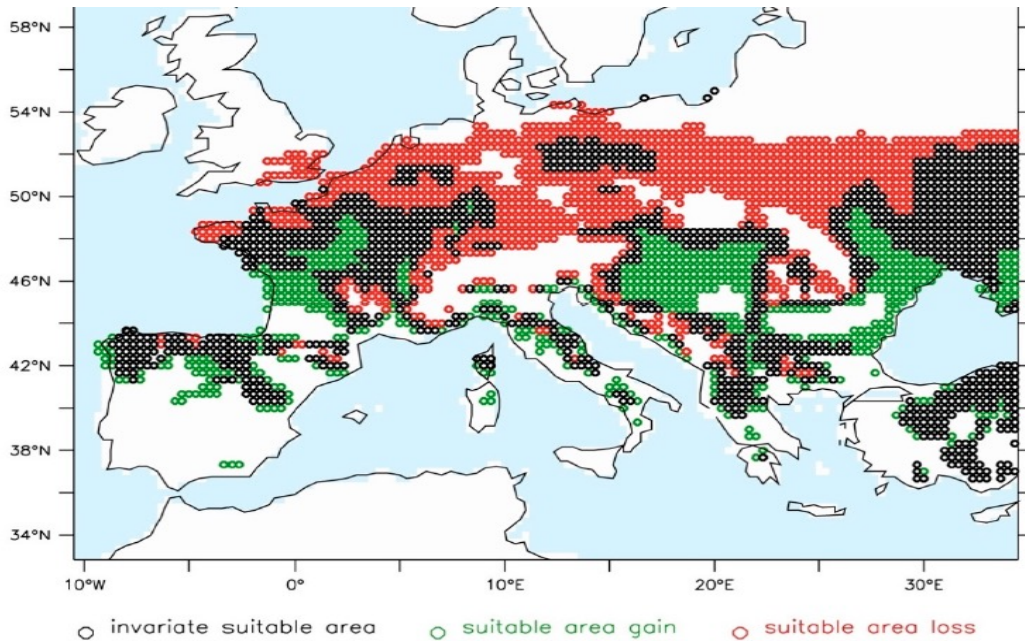 58°N
54°N
50°N
46°N
42°N
38°N
34°N
10°W 0° 10°E 20°E 30°E
invariate suitable area suitable area gain suitable area loss